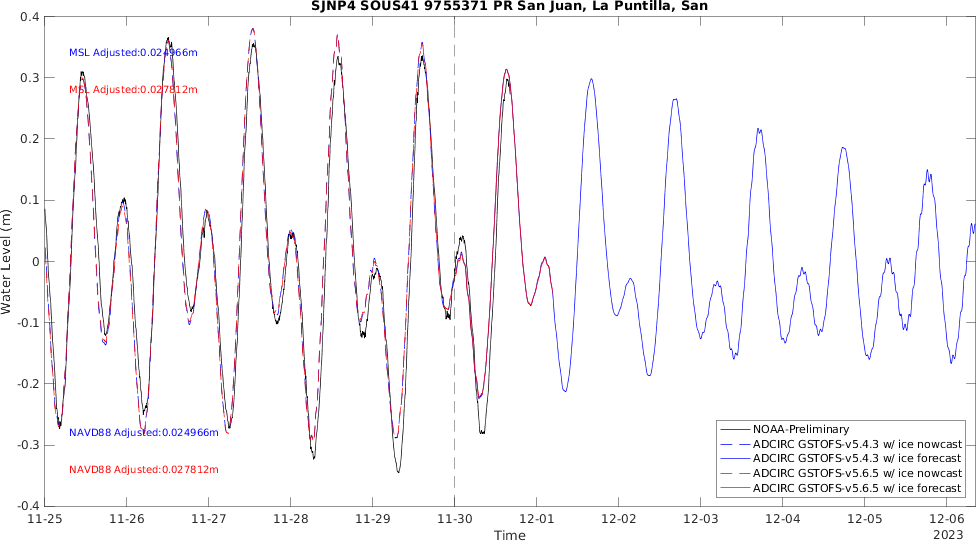 SJNP4 SOUS41 9755371 PR San Juan, La Puntilla, San
0.4
0.3
0.2
0.1
0
-0.1
-0.2
-0.3
-0.4
Water Level (m)
MSL Adjusted:0.024966m
MSL Adjusted:0.027812m
NAVD88 Adjusted:0.024966m
NAVD88 Adjusted:0.027812m
NOAA-Preliminary
ADCIRC GSTOFS-v5.4.3 w/ ice nowcast
ADCIRC GSTOFS-v5.4.3 w/ ice forecast
ADCIRC GSTOFS-v5.6.5 w/ ice nowcast
ADCIRC GSTOFS-v5.6.5 w/ ice forecast
11-25 11-26 11-27 11-28 11-29 11-30 12-01 12-02 12-03 12-04 12-05 12-06
Time
2023